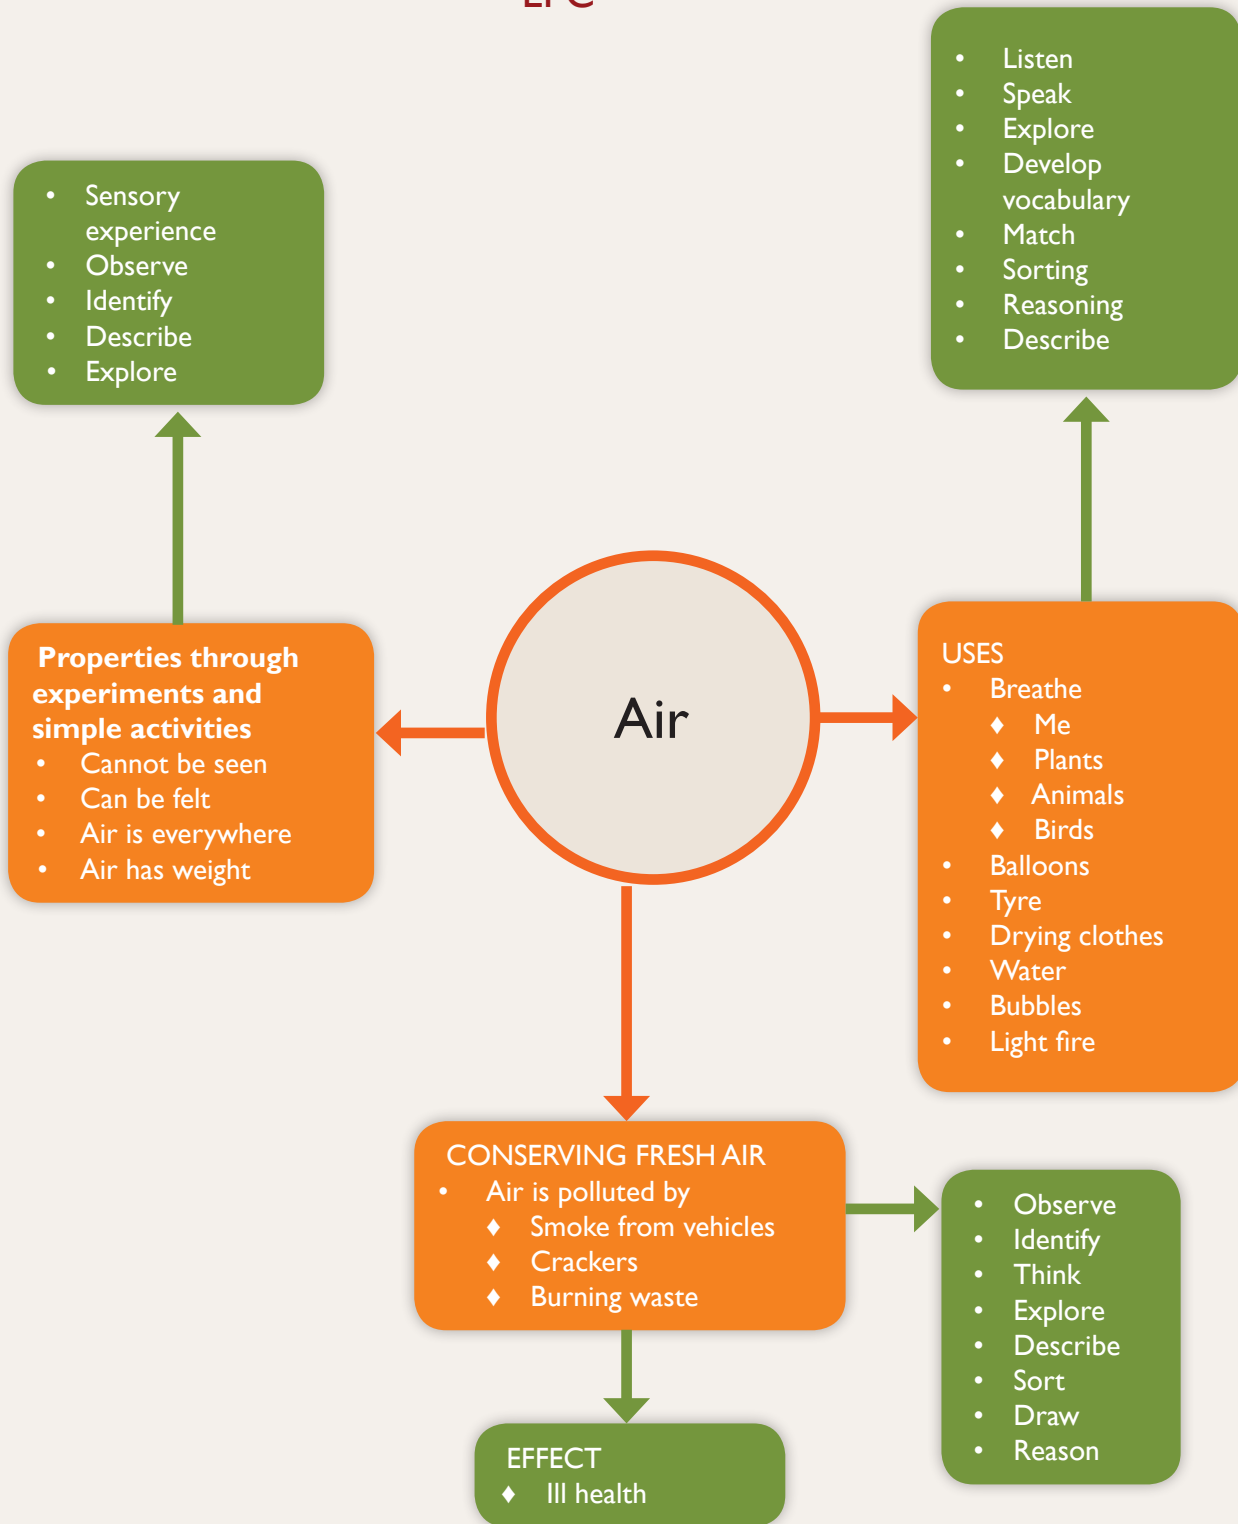 • Listen
• Speak
• Explore
• Develop
vocabulary
• Match
• Sorting
• Reasoning
• Describe
• Sensory
experience
• Observe
• Identify
• Describe
• Explore
Air
Properties through
experiments and
simple activities
• Cannot be seen
• Can be felt
• Air is everywhere
• Air has weight
USES
• Breathe
♦ Me
♦ Plants
♦ Animals
♦ Birds
• Balloons
• Tyre
• Drying clothes
• Water
• Bubbles
• Light fire
CONSERVING FRESH AIR
• Air is polluted by
♦ Smoke from vehicles
♦ Crackers
♦ Burning waste
• Observe
• Identify
• Think
• Explore
• Describe
• Sort
• Draw
• Reason
EFFECT
♦ Ill health